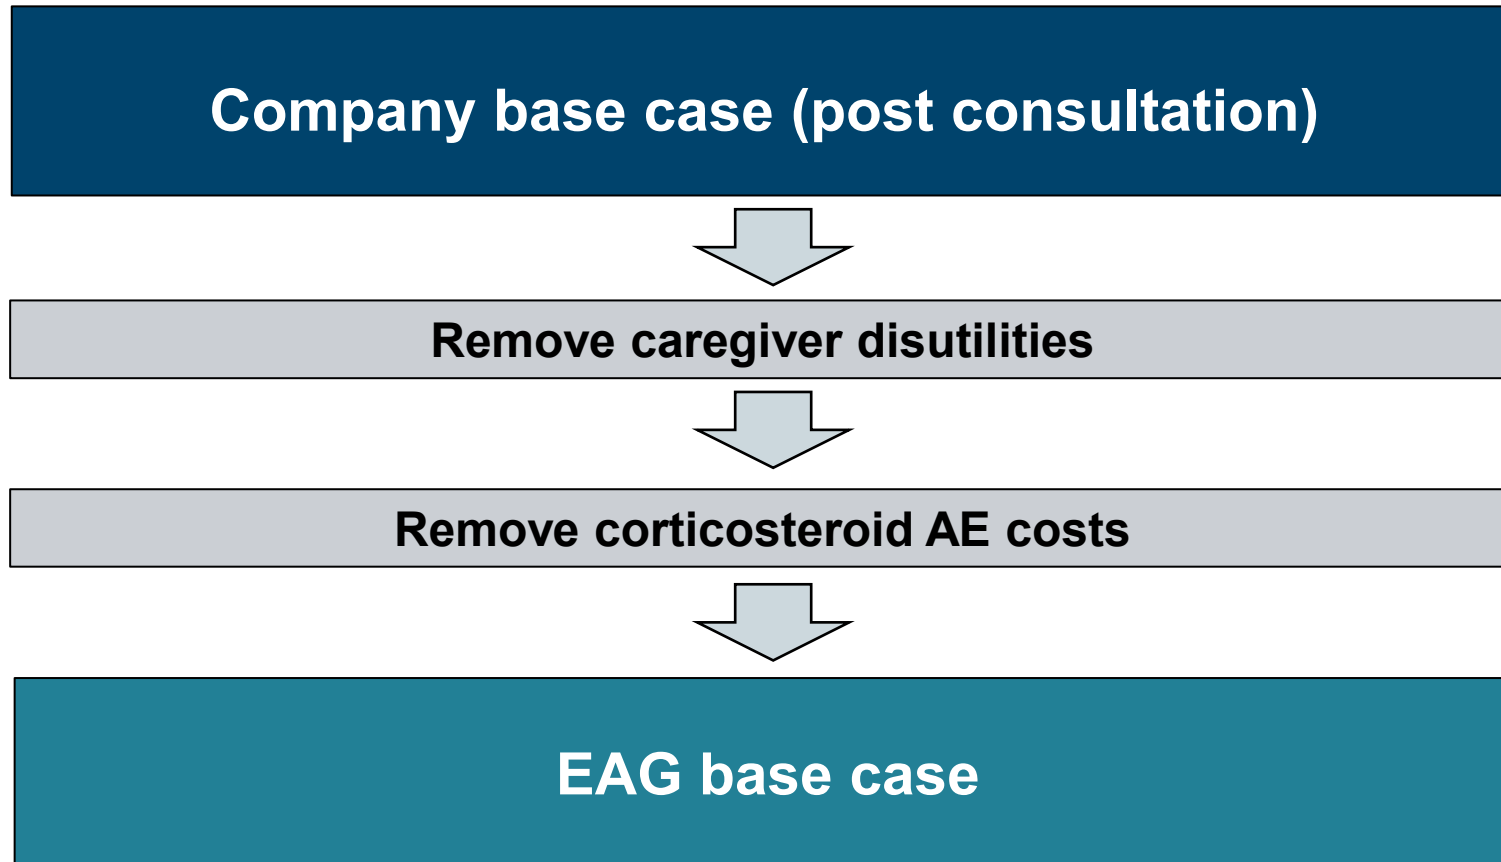 Company base case (post consultation)
Remove caregiver disutilities
Remove corticosteroid AE costs
EAG base case